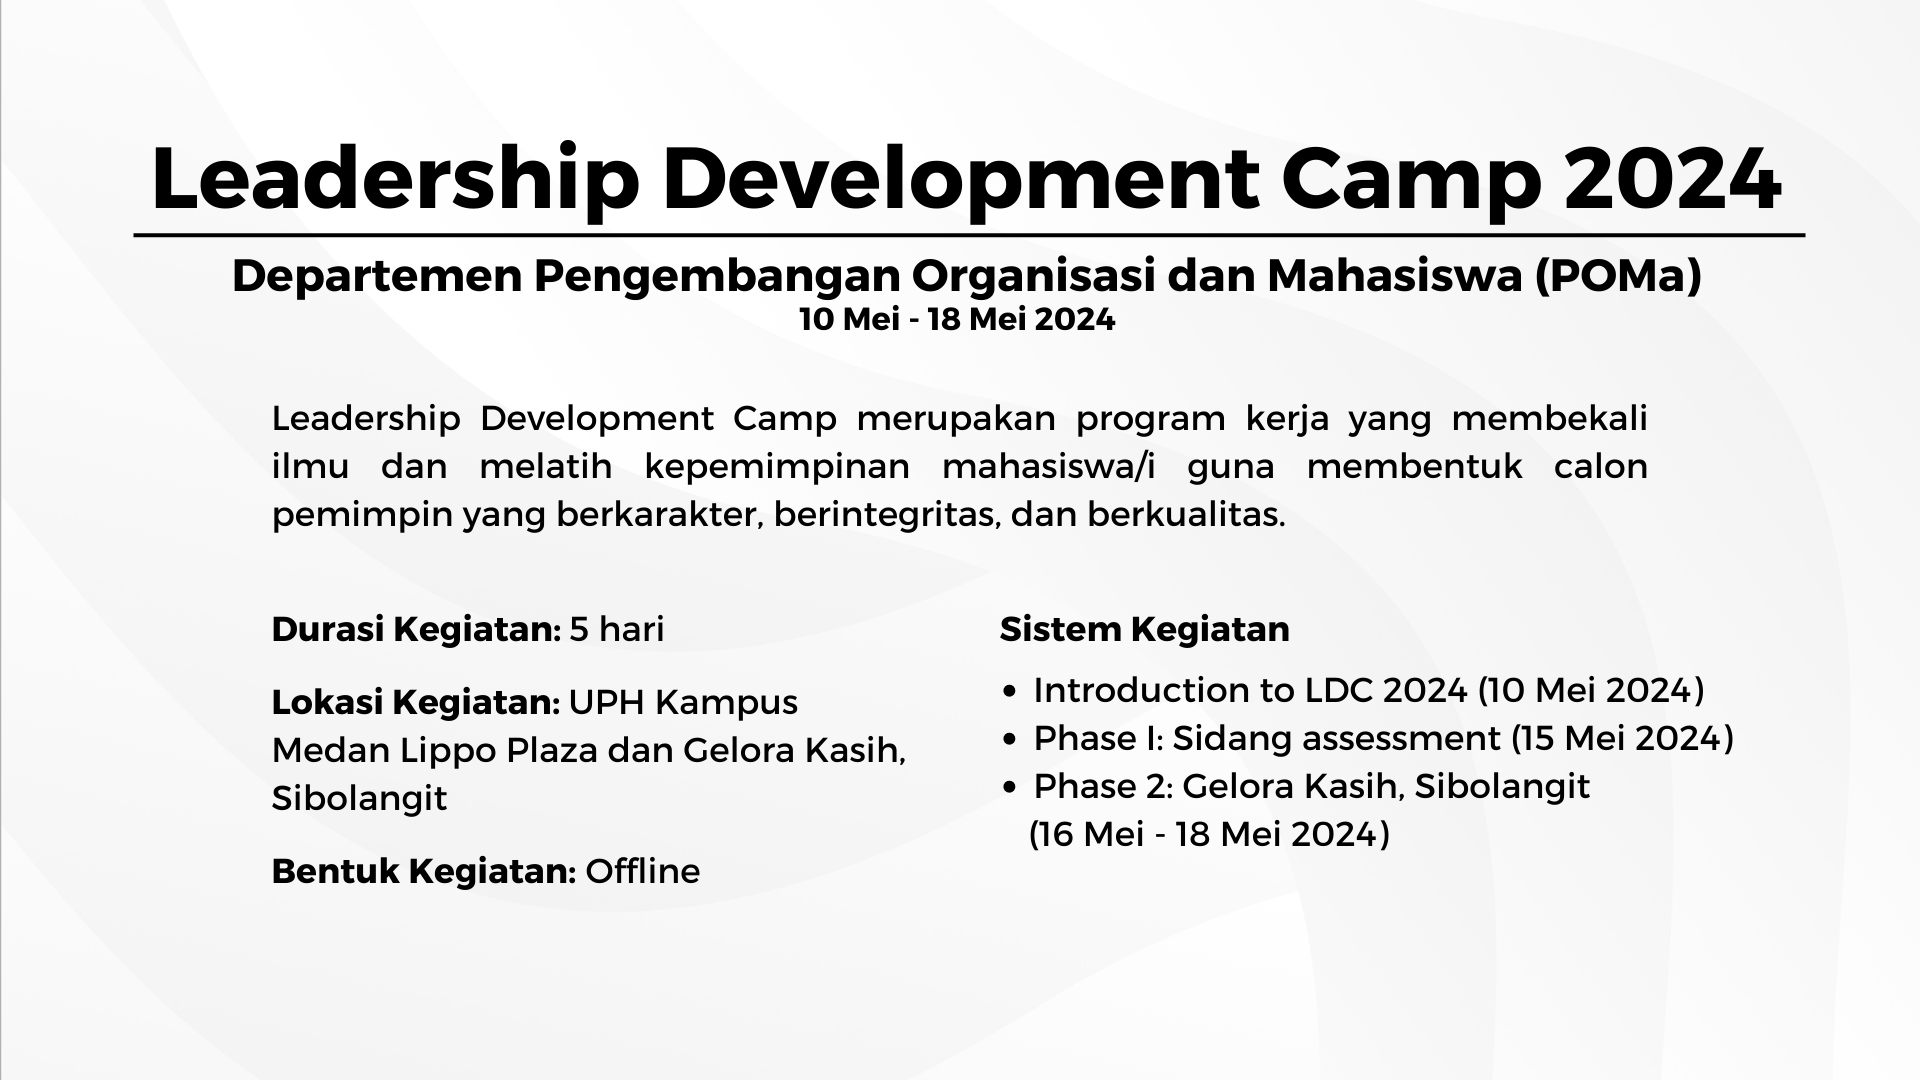 Leadership Development Camp 2024
Departemen Pengembangan Organisasi dan Mahasiswa (POMa)
10 Mei - 18 Mei 2024
Leadership Development Camp merupakan program kerja yang membekali
ilmu dan melatih kepemimpinan mahasiswa/i guna membentuk calon
pemimpin yang berkarakter, berintegritas, dan berkualitas.
Durasi Kegiatan: 5 hari
Lokasi Kegiatan: UPH Kampus
Medan Lippo Plaza dan Gelora Kasih,
Sibolangit
Bentuk Kegiatan: Offline
Sistem Kegiatan
• Introduction to LDC 2024 (10 Mei 2024)
• Phase I: Sidang assessment (15 Mei 2024)
• Phase 2: Gelora Kasih, Sibolangit
(16 Mei - 18 Mei 2024)